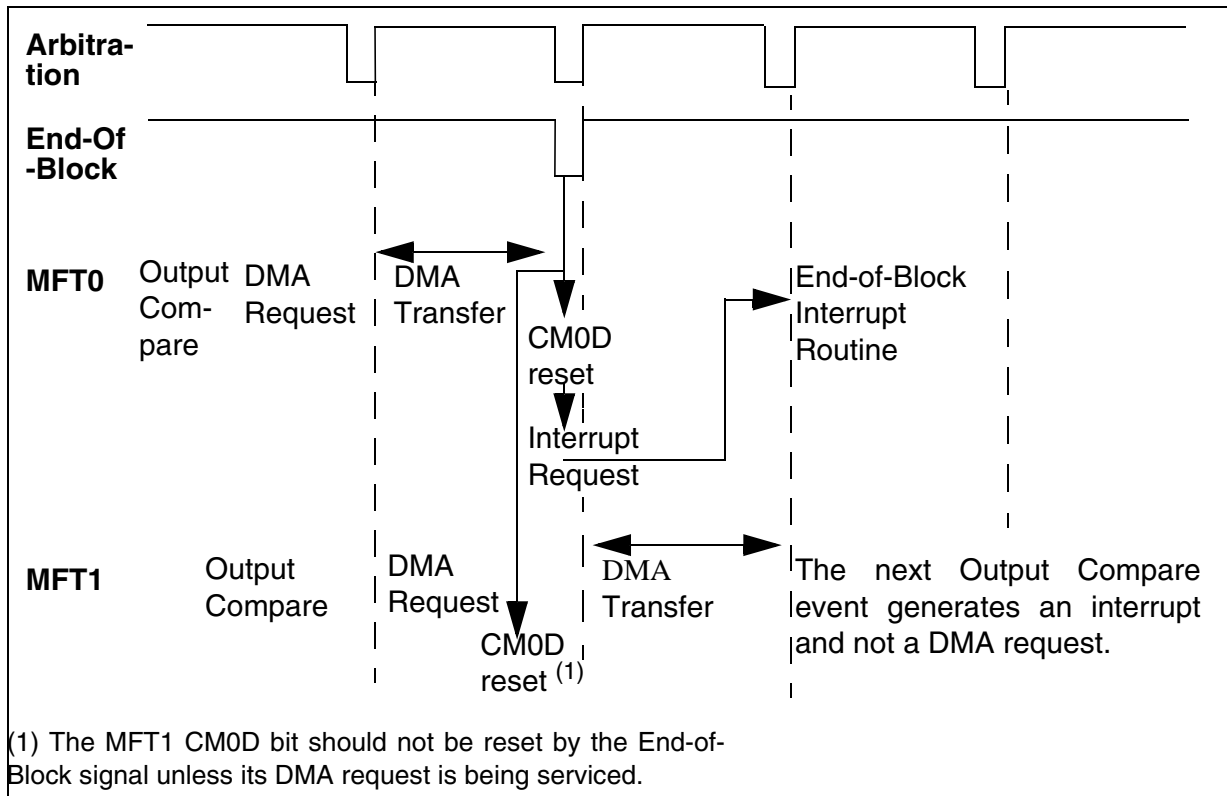 Arbitra-
tion
End-Of
-Block
MFT0
Output
Com-
pare
DMA
Request
DMA
Transfer
CM0D
reset
Interrupt
Request
End-of-Block
Interrupt
Routine
MFT1
Output
Compare
DMA
Request
CM0D
reset (1)
DMA
Transfer
The next Output Compare
event generates an interrupt
and not a DMA request.
(1) The MFT1 CM0D bit should not be reset by the End-of-
Block signal unless its DMA request is being serviced.